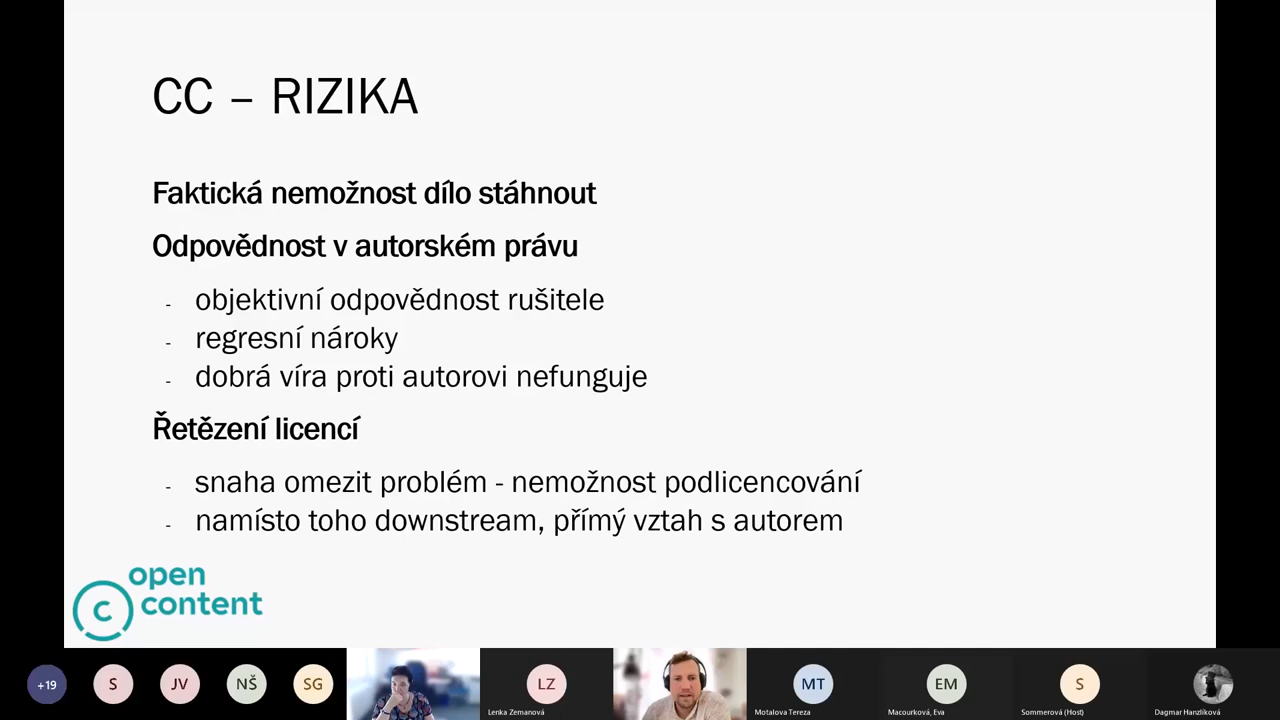 CC – RIZIKA
Faktická nemožnost dílo stáhnout
Odpovědnost v autorském právu
- objektivní odpovědnost rušitele
- regresní nároky
- dobrá víra proti autorovi nefunguje
Řetězení licencí
- snaha omezit problém - nemožnost podlicencování
- namísto toho downstream, přímý vztah s autorem
open
content
c
+19
S
JV
NŠ
SG
LZ
MT
EM
S
Lenka Zemanová
Motalova Tereza
Macourková, Eva
Sommerová (Host)
Dagmar Hanzlíková